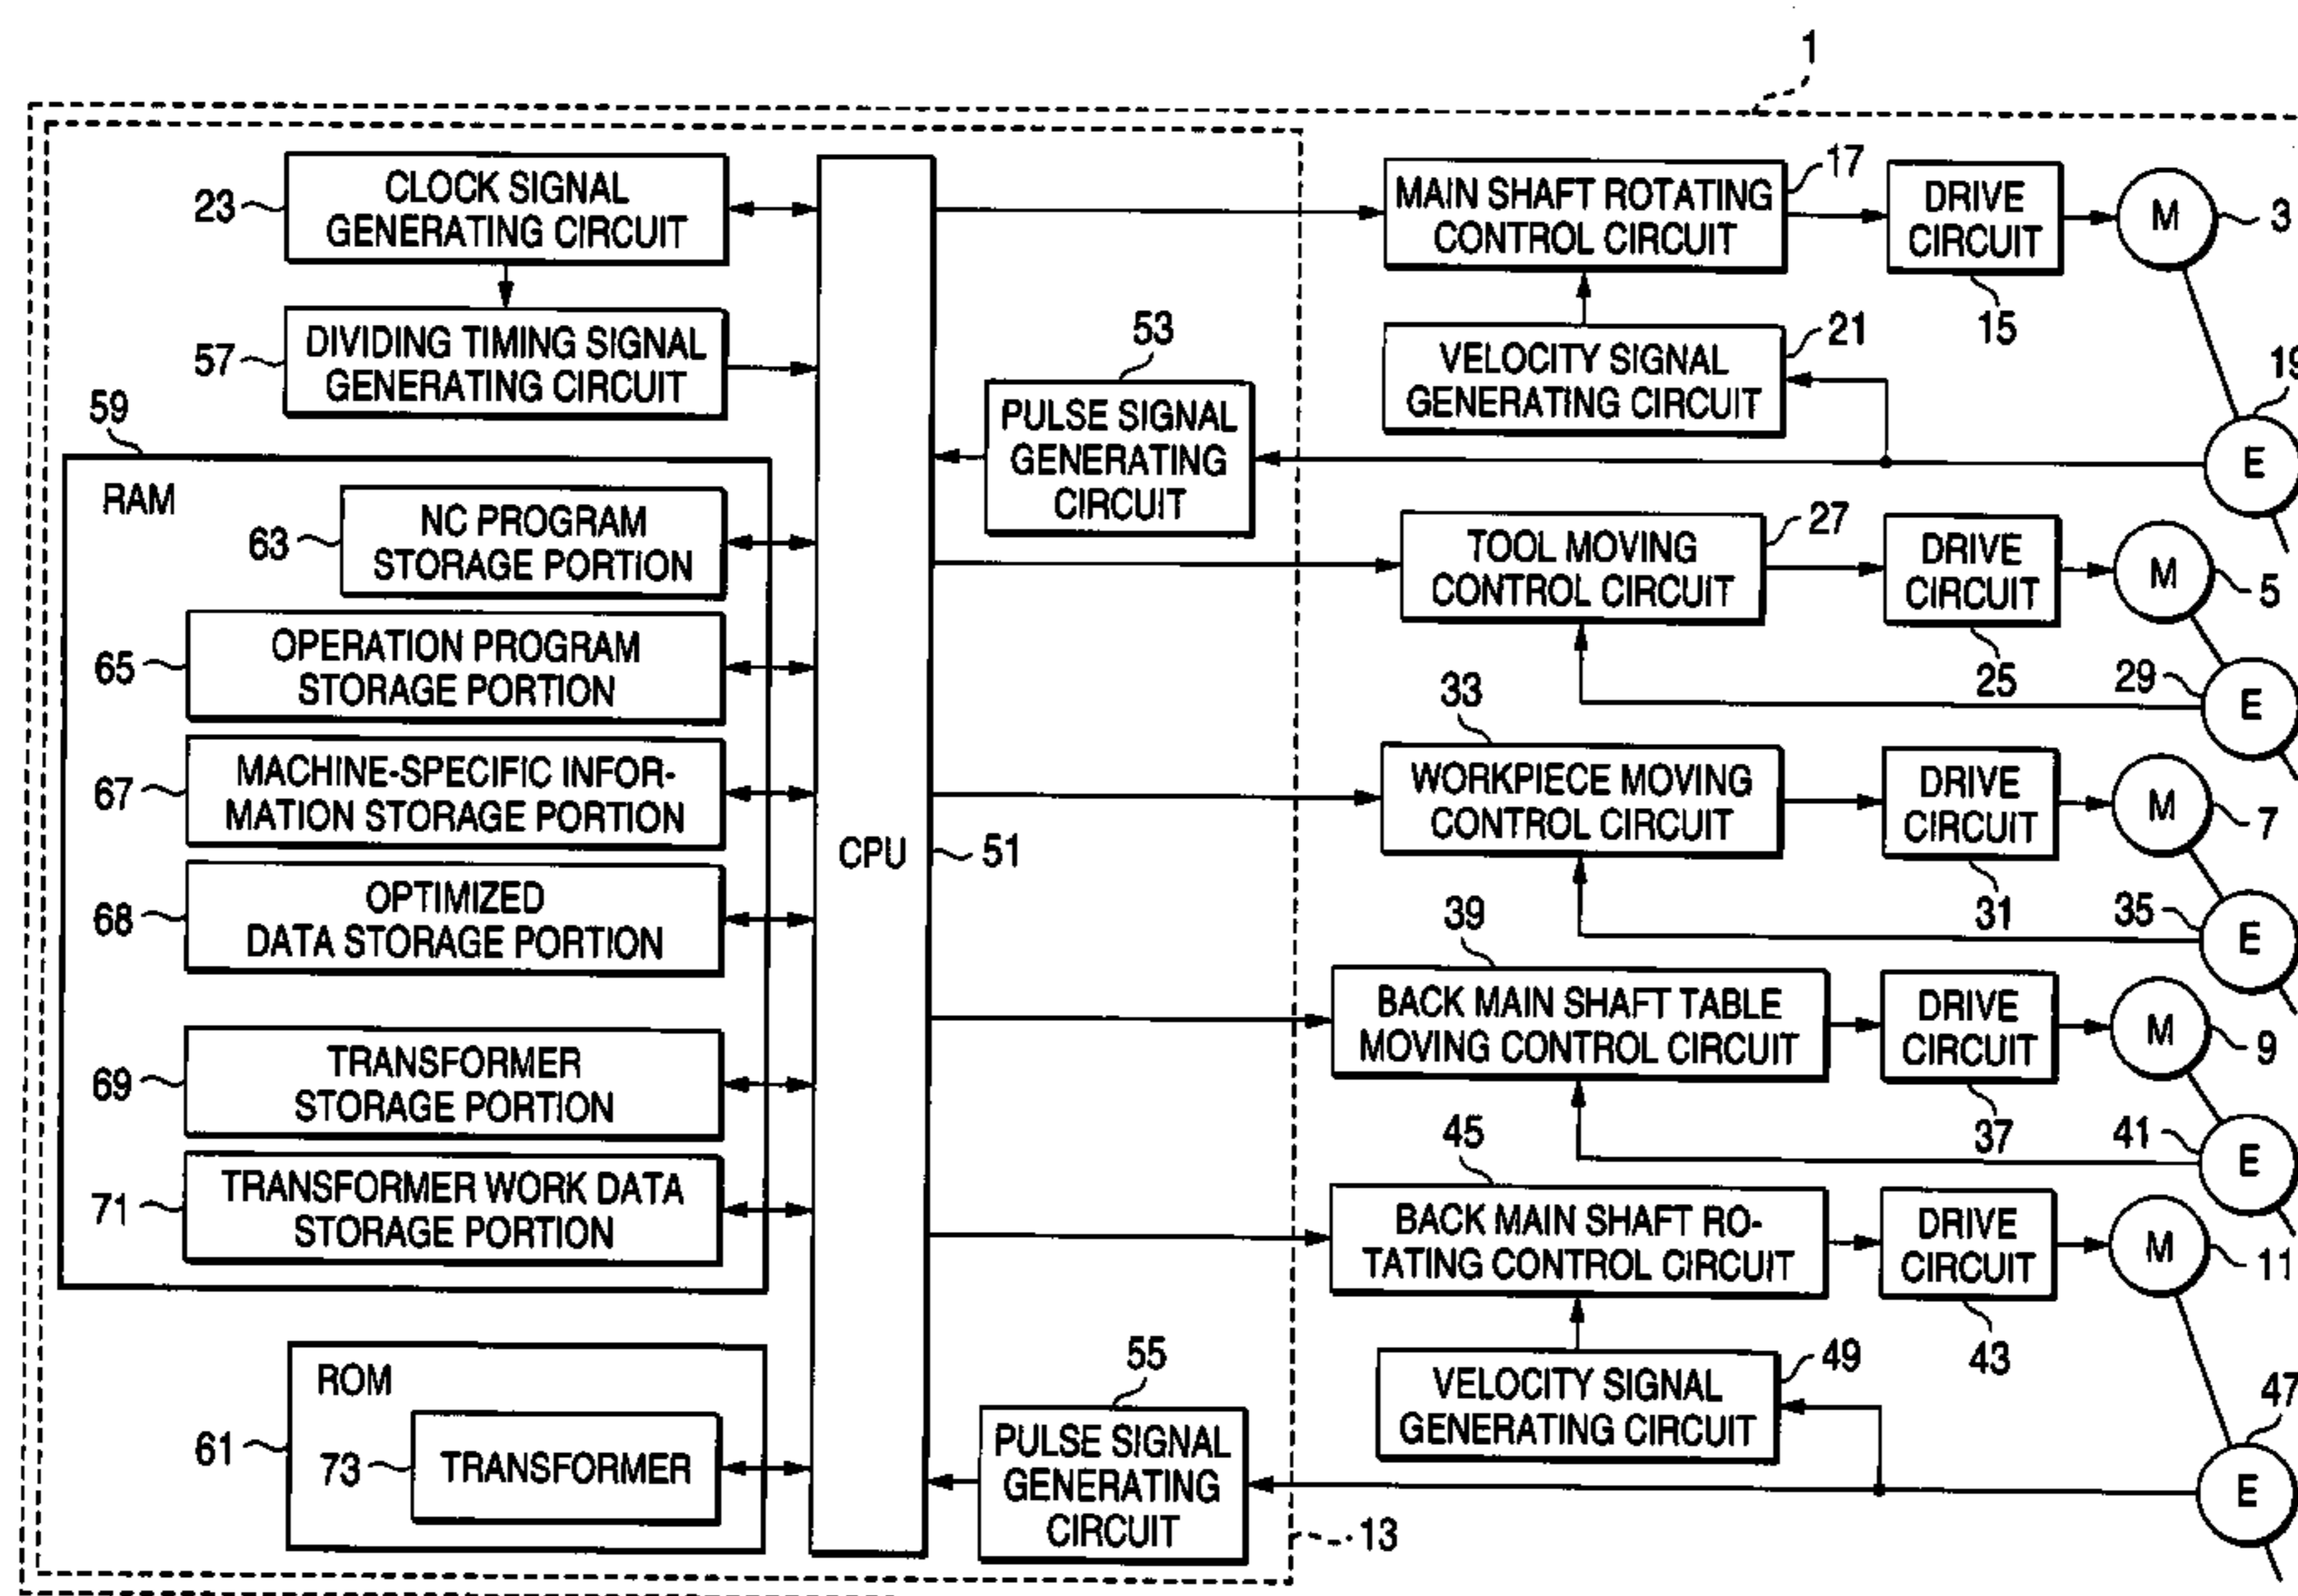 1
CLOCK SIGNAL
GENERATING CIRCUIT
23
DIVIDING TIMING SIGNAL
GENERATING CIRCUIT
57
59
RAM
NC PROGRAM
STORAGE PORTION
63
OPERATION PROGRAM
STORAGE PORTION
65
MACHINE-SPECIFIC INFOR-
MATION STORAGE PORTION
67
OPTIMIZED
DATA STORAGE PORTION
68
TRANSFORMER
STORAGE PORTION
69
TRANSFORMER WORK DATA
STORAGE PORTION
71
ROM
61
73
TRANSFORMER
CPU
51
53
PULSE SIGNAL
GENERATING
CIRCUIT
55
PULSE SIGNAL
GENERATING
CIRCUIT
13
MAIN SHAFT ROTATING
CONTROL CIRCUIT
17
DRIVE
CIRCUIT
15
M
3
VELOCITY SIGNAL
GENERATING CIRCUIT
21
19
E
TOOL MOVING
CONTROL CIRCUIT
27
DRIVE
CIRCUIT
25
M
5
29
E
33
WORKPIECE MOVING
CONTROL CIRCUIT
DRIVE
CIRCUIT
31
M
7
35
E
39
BACK MAIN SHAFT TABLE
MOVING CONTROL CIRCUIT
DRIVE
CIRCUIT
37
M
9
41
E
45
BACK MAIN SHAFT RO-
TATING CONTROL CIRCUIT
DRIVE
CIRCUIT
43
M
11
VELOCITY SIGNAL
GENERATING CIRCUIT
49
47
E